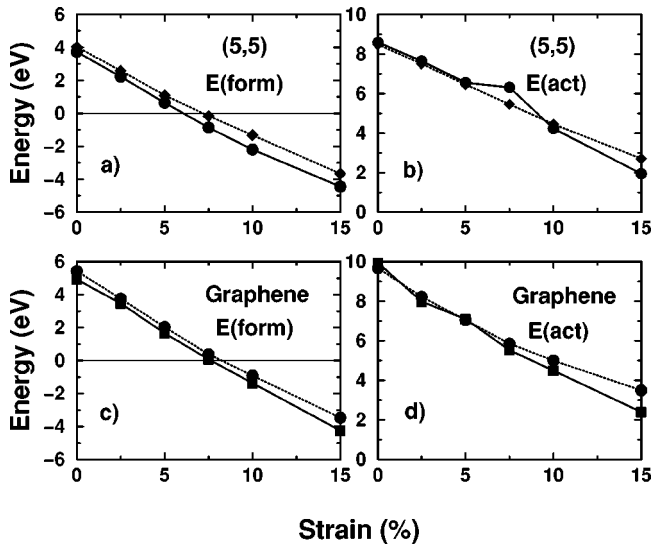 6
4
2
0
−2
−4
−6
Energy (eV)
(5,5)
E(form)
a)
0 5 10 15
10
8
6
4
2
0
(5,5)
E(act)
b)
0 5 10 15
6
4
2
0
−2
−4
−6
Energy (eV)
Graphene
E(form)
c)
0 5 10 15
10
8
6
4
2
0
Graphene
E(act)
d)
0 5 10 15
Strain (%)